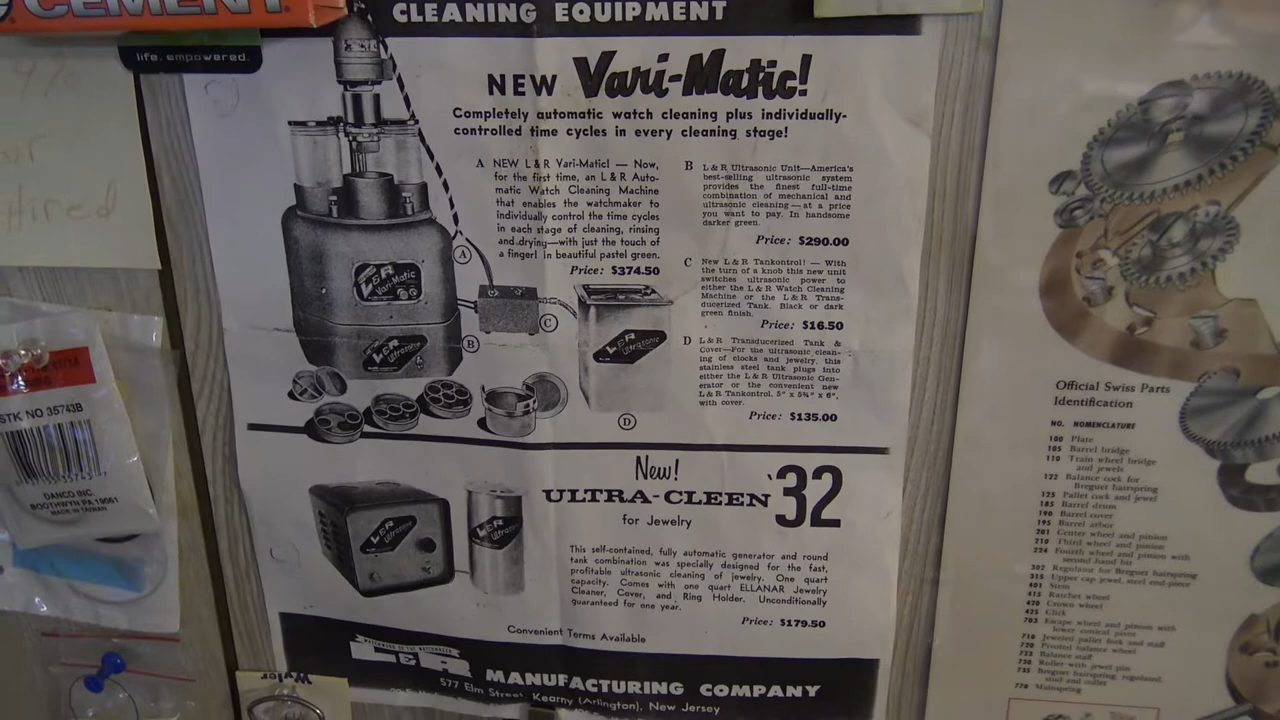 CEMENT
life. empowered.
CLEANING EQUIPMENT
NEW Vari-Matic!
Completely automatic watch cleaning plus individually-
controlled time cycles in every cleaning stage!
A NEW L&R Vari-Matic! — Now,
for the first time, an L&R Auto-
matic Watch Cleaning Machine
that enables the watchmaker to
individually control the time cycles
in each stage of cleaning, rinsing
and drying—with just the touch of
a finger! In beautiful pastel green.
Price: $374.50
B L&R Ultrasonic Unit—America's
best-selling ultrasonic system
provides the finest full-time
combination of mechanical and
ultrasonic cleaning—at a price
you want to pay. In handsome
darker green.
Price: $290.00
C New L&R Tankontrol! — With
the turn of a knob this new unit
switches ultrasonic power to
either the L&R Watch Cleaning
Machine or the L&R Trans-
ducerized Tank. Black or dark
green finish.
Price: $16.50
D L&R Transducerized Tank &
Cover—For the ultrasonic clean-
ing of clocks and jewelry, this
stainless steel tank plugs into
either the L&R Ultrasonic Gen-
erator or the convenient new
L&R Tankontrol. 5" x 5¾" x 6",
with cover.
Price: $135.00
L&R
Vari-Matic
L&R
Ultrasonic
L&R
Ultrasonic
A
B
C
D
New!
ULTRA-CLEEN '32
for Jewelry
L&R
Ultrasonic
L&R
Ultrasonic
This self-contained, fully automatic generator and round
tank combination was specially designed for the fast,
profitable ultrasonic cleaning of jewelry. One quart
capacity. Comes with one quart ELLANAR Jewelry
Cleaner, Cover, and Ring Holder. Unconditionally
guaranteed for one year.
Price: $179.50
Convenient Terms Available
L&R MANUFACTURING COMPANY
577 Elm Street, Kearny (Arlington), New Jersey
STK NO 35743B
DANCO INC.
BOOTHWYN PA 19061
MADE IN TAIWAN
Water
Official Swiss Parts
Identification
NO. NOMENCLATURE
100 Plate
105 Barrel bridge
110 Train wheel bridge
and jewels
122 Balance cock for
Breguet hairspring
125 Pallet cock and jewel
185 Barrel drum
190 Barrel cover
195 Barrel arbor
201 Center wheel and pinion
210 Third wheel and pinion
224 Fourth wheel and pinion with
second hand bit
302 Regulator for Breguet hairspring
315 Upper cap jewel, steel end-piece
401 Stem
415 Ratchet wheel
420 Crown wheel
425 Click
705 Escape wheel and pinion with
lower conical pivot
710 Jeweled pallet fork and staff
720 Pivoted balance wheel
723 Balance staff
730 Roller with jewel pin
735 Breguet hairspring, regulated,
stud and collet
770 Mainspring